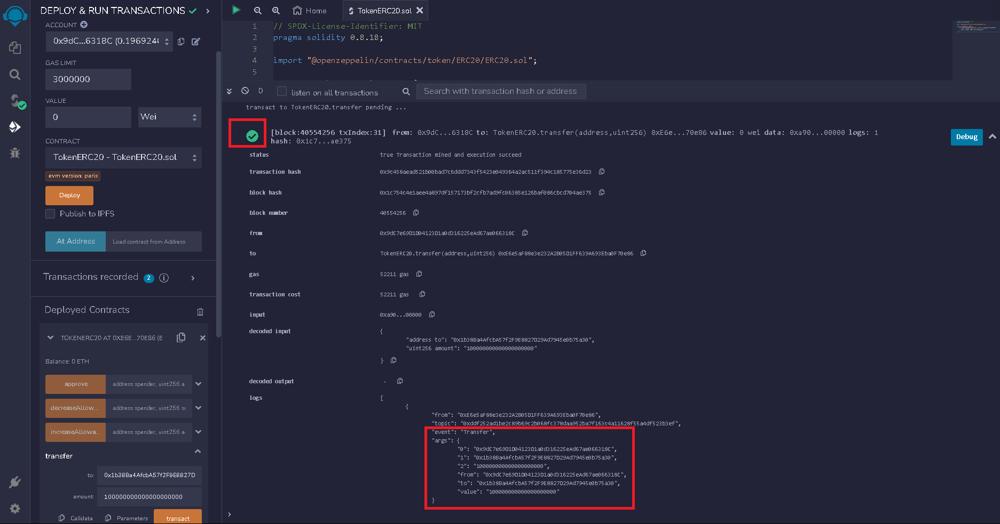 DEPLOY & RUN TRANSACTIONS
ACCOUNT
0x9dC...6318C (0.196924
GAS LIMIT
3000000
VALUE
0
Wei
CONTRACT
TokenERC20 - TokenERC20.sol
evm version: paris
Deploy
Publish to IPFS
At Address
Load contract from Address
Transactions recorded 2 i
Deployed Contracts
TOKENERC20 AT 0XE6E...70E86 (E
Balance: 0 ETH
approve
address spender, uint256 a
decreaseAllow...
address spender, uint256 su
increaseAllowa...
address spender, uint256 a
transfer
to:
0x1b38Ba4AfcbA57f2F9E8827D
amount:
100000000000000000000
Calldata
Parameters
transact
Home
TokenERC20.sol
1 // SPDX-License-Identifier: MIT
2 pragma solidity 0.8.18;
3
4 import "@openzeppelin/contracts/token/ERC20/ERC20.sol";
5
0
listen on all transactions
Search with transaction hash or address
transact to TokenERC20.transfer pending ...
[block:40554256 txIndex:31] from: 0x9dC...6318C to: TokenERC20.transfer(address,uint256) 0xE6e...70e86 value: 0 wei data: 0xa90...00000 logs: 1
hash: 0x1c7...ae375
Debug
status true Transaction mined and execution succeed
transaction hash 0x9c458aead521b00bad7c6ddd7343f5423e049364a2ac511f394c185775e36d23
block hash 0x1c754c4e1aee4a897df157173bf2cfb7ad9fc06385e126baf086cbcd704ae375
block number 40554256
from 0x9dC7e69D1D04123D1a0d316225eAd67ae066318C
to TokenERC20.transfer(address,uint256) 0xE6e5aF88e3e232A2B05D1FF639A693Eba0F70e86
gas 52211 gas
transaction cost 52211 gas
input 0xa90...00000
decoded input {
"address to": "0x1b38Ba4AfcbA57f2F9E8827D29Ad7945e0b75a30",
"uint256 amount": "100000000000000000000"
}
decoded output -
logs [
{
"from": "0xE6e5aF88e3e232A2B05D1FF639A693Eba0F70e86",
"topic": "0xddf252ad1be2c89b69c2b068fc378daa952ba7f163c4a11628f55a4df523b3ef",
"event": "Transfer",
"args": {
"0": "0x9dC7e69D1D04123D1a0d316225eAd67ae066318C",
"1": "0x1b38Ba4AfcbA57f2F9E8827D29Ad7945e0b75a30",
"2": "100000000000000000000",
"from": "0x9dC7e69D1D04123D1a0d316225eAd67ae066318C",
"to": "0x1b38Ba4AfcbA57f2F9E8827D29Ad7945e0b75a30",
"value": "100000000000000000000"
}
>